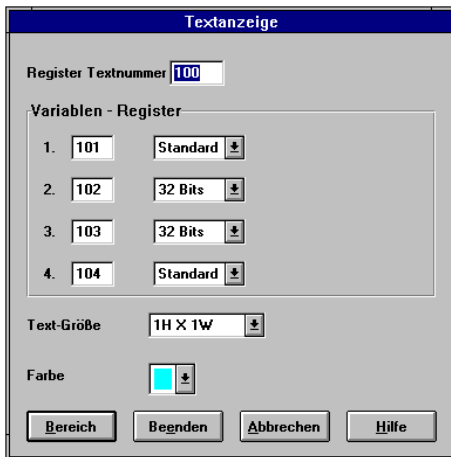 Textanzeige
Register Textnummer 100
Variablen - Register
1. 101 Standard
2. 102 32 Bits
3. 103 32 Bits
4. 104 Standard
Text-Größe 1H X 1W
Farbe
Bereich Beenden Abbrechen Hilfe